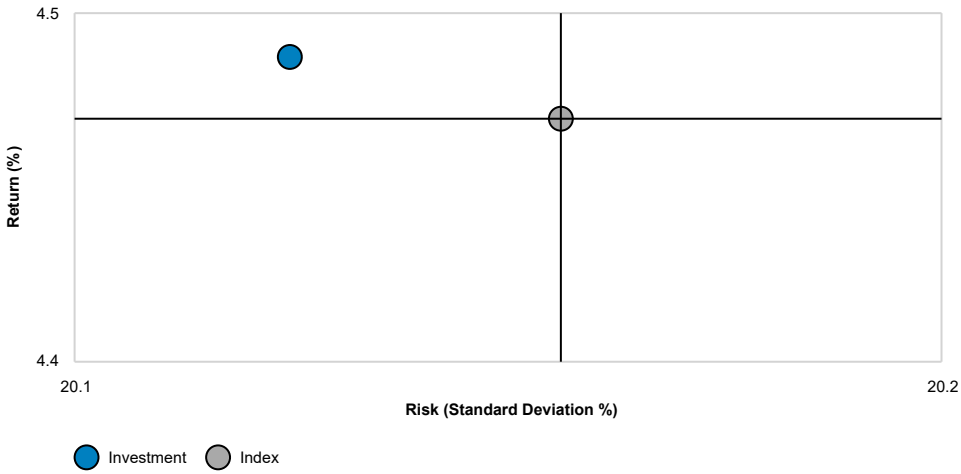 4.5
Return (%)
4.4
20.1
20.2
Risk (Standard Deviation %)
Investment
Index